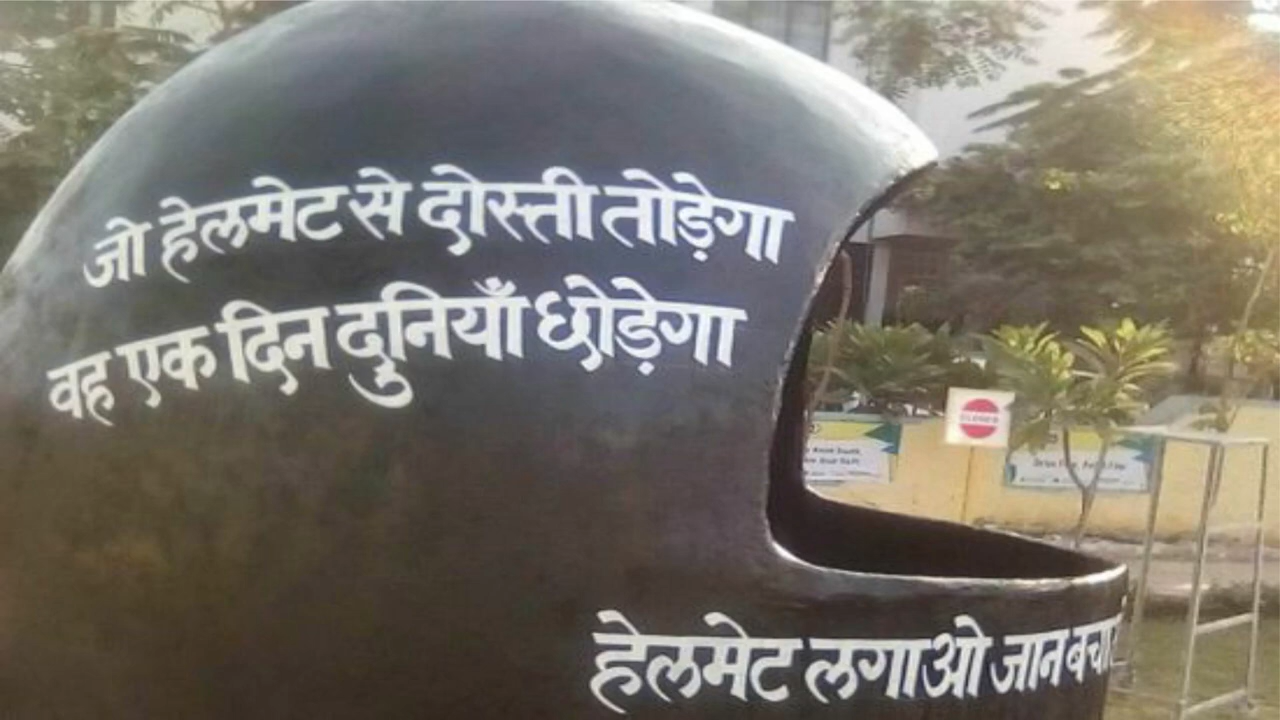 जो हेलमेट से दोस्ती तोड़ेगा
वह एक दिन दुनियाँ छोड़ेगा
हेलमेट लगाओ जान